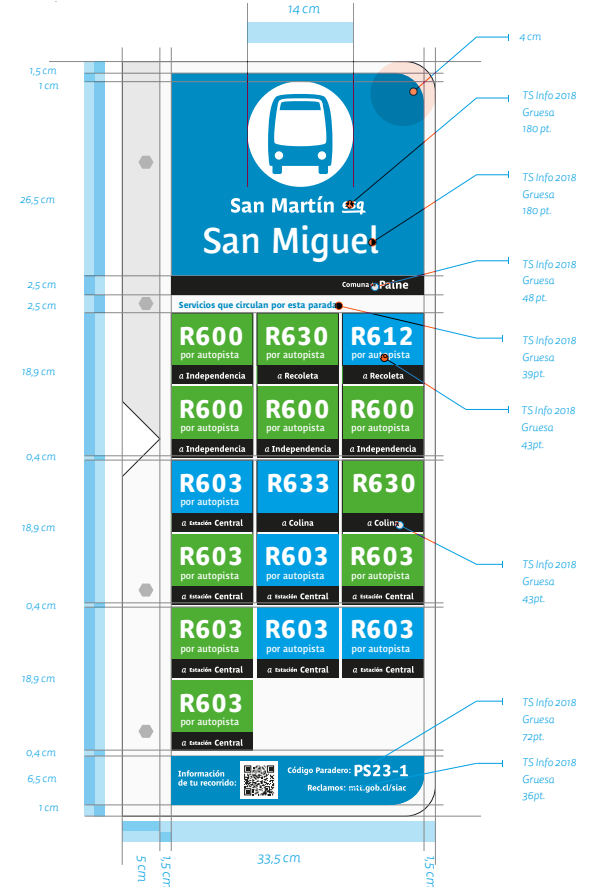 14 cm
4 cm
1,5 cm
1 cm
TS Info 2018
Gruesa
180 pt.
TS Info 2018
Gruesa
180 pt.
26,5 cm
San Martín esq
San Miguel
2,5 cm
Comuna de Paine
TS Info 2018
Gruesa
48 pt.
2,5 cm
Servicios que circulan por esta parada
R600
por autopista
a Independencia
R630
por autopista
a Recoleta
R612
por autopista
a Recoleta
TS Info 2018
Gruesa
39pt.
18,9 cm
R600
por autopista
a Independencia
R600
por autopista
a Independencia
R600
por autopista
a Independencia
TS Info 2018
Gruesa
43pt.
0,4 cm
R603
por autopista
a Estación Central
R633
a Colina
R630
a Colina
18,9 cm
R603
por autopista
a Estación Central
R603
por autopista
a Estación Central
R603
por autopista
a Estación Central
TS Info 2018
Gruesa
43pt.
0,4 cm
R603
por autopista
a Estación Central
R603
por autopista
a Estación Central
R603
por autopista
a Estación Central
18,9 cm
R603
por autopista
a Estación Central
TS Info 2018
Gruesa
72pt.
0,4 cm
6,5 cm
Información
de tu recorrido:
Código Paradero: PS23-1
Reclamos: mtt.gob.cl/siac
TS Info 2018
Gruesa
36pt.
1 cm
5 cm
1,5 cm
33,5 cm
1,5 cm